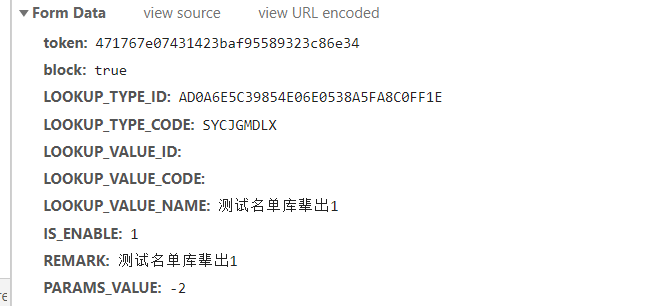 Form Data view source view URL encoded
token: 471767e07431423baf95589323c86e34
block: true
LOOKUP_TYPE_ID: AD0A6E5C39854E06E0538A5FA8C0FF1E
LOOKUP_TYPE_CODE: SYCJGMDLX
LOOKUP_VALUE_ID:
LOOKUP_VALUE_CODE:
LOOKUP_VALUE_NAME: 测试名单库辈出1
IS_ENABLE: 1
REMARK: 测试名单库辈出1
PARAMS_VALUE: -2